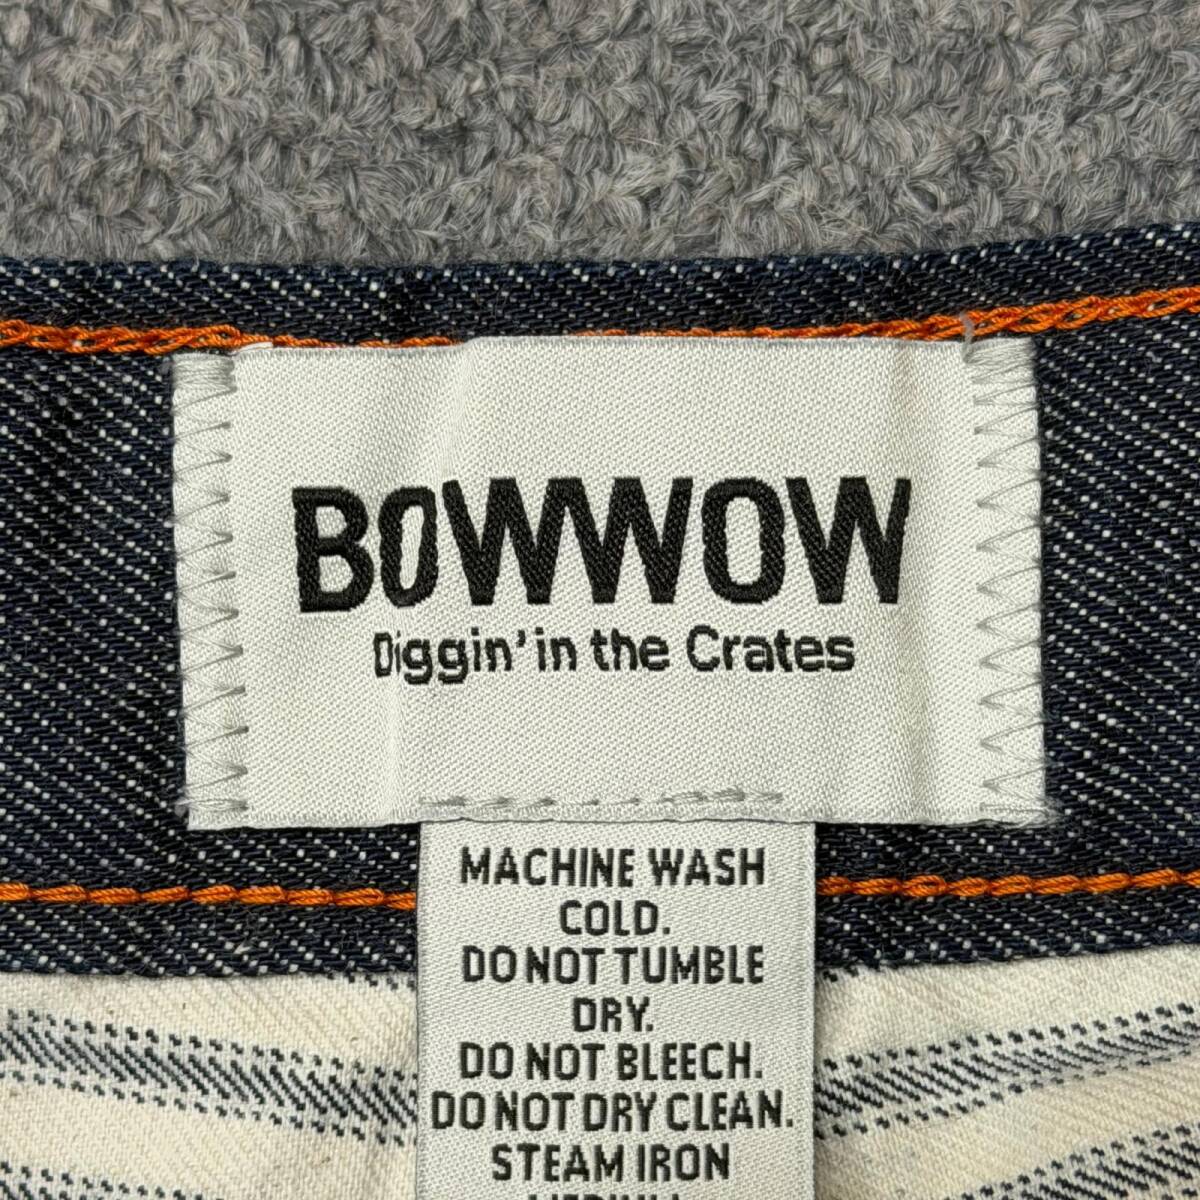 BOWWOW
Diggin' in the Crates
MACHINE WASH
COLD.
DO NOT TUMBLE
DRY.
DO NOT BLEECH.
DO NOT DRY CLEAN.
STEAM IRON